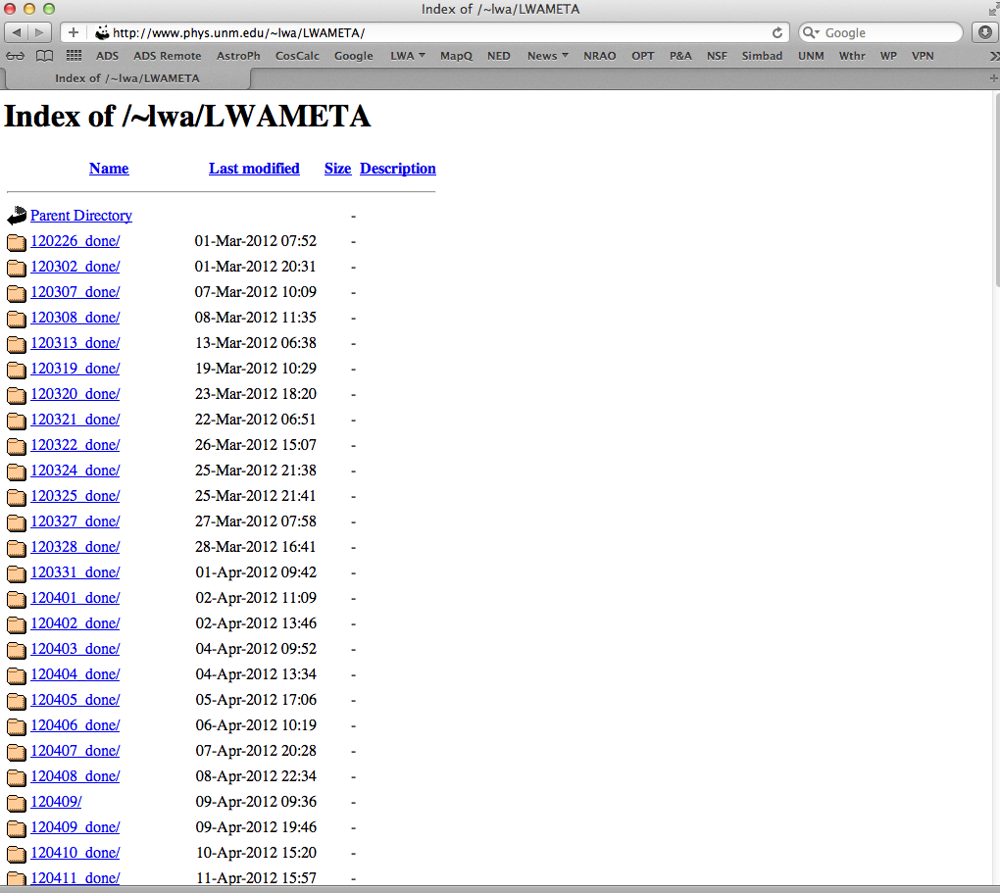 Index of /~lwa/LWAMETA
http://www.phys.unm.edu/~lwa/LWAMETA/ Google
ADS ADS Remote AstroPh CosCalc Google LWA MapQ NED News NRAO OPT P&A NSF Simbad UNM Wthr WP VPN
Index of /~lwa/LWAMETA
Index of /~lwa/LWAMETA
Name Last modified Size Description
Parent Directory -
120226_done/ 01-Mar-2012 07:52 -
120302_done/ 01-Mar-2012 20:31 -
120307_done/ 07-Mar-2012 10:09 -
120308_done/ 08-Mar-2012 11:35 -
120313_done/ 13-Mar-2012 06:38 -
120319_done/ 19-Mar-2012 10:29 -
120320_done/ 23-Mar-2012 18:20 -
120321_done/ 22-Mar-2012 06:51 -
120322_done/ 26-Mar-2012 15:07 -
120324_done/ 25-Mar-2012 21:38 -
120325_done/ 25-Mar-2012 21:41 -
120327_done/ 27-Mar-2012 07:58 -
120328_done/ 28-Mar-2012 16:41 -
120331_done/ 01-Apr-2012 09:42 -
120401_done/ 02-Apr-2012 11:09 -
120402_done/ 02-Apr-2012 13:46 -
120403_done/ 04-Apr-2012 09:52 -
120404_done/ 04-Apr-2012 13:34 -
120405_done/ 05-Apr-2012 17:06 -
120406_done/ 06-Apr-2012 10:19 -
120407_done/ 07-Apr-2012 20:28 -
120408_done/ 08-Apr-2012 22:34 -
120409/ 09-Apr-2012 09:36 -
120409_done/ 09-Apr-2012 19:46 -
120410_done/ 10-Apr-2012 15:20 -
120411_done/ 11-Apr-2012 15:57 -